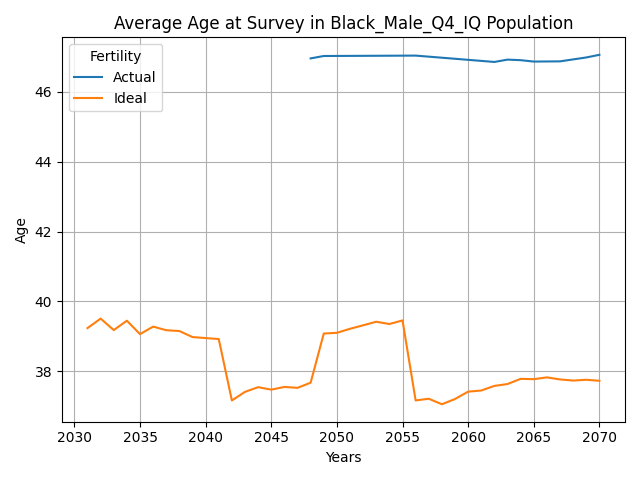 Average Age at Survey in Black_Male_Q4_IQ Population
Fertility
Actual
Ideal
Age
46
44
42
40
38
2030 2035 2040 2045 2050 2055 2060 2065 2070
Years